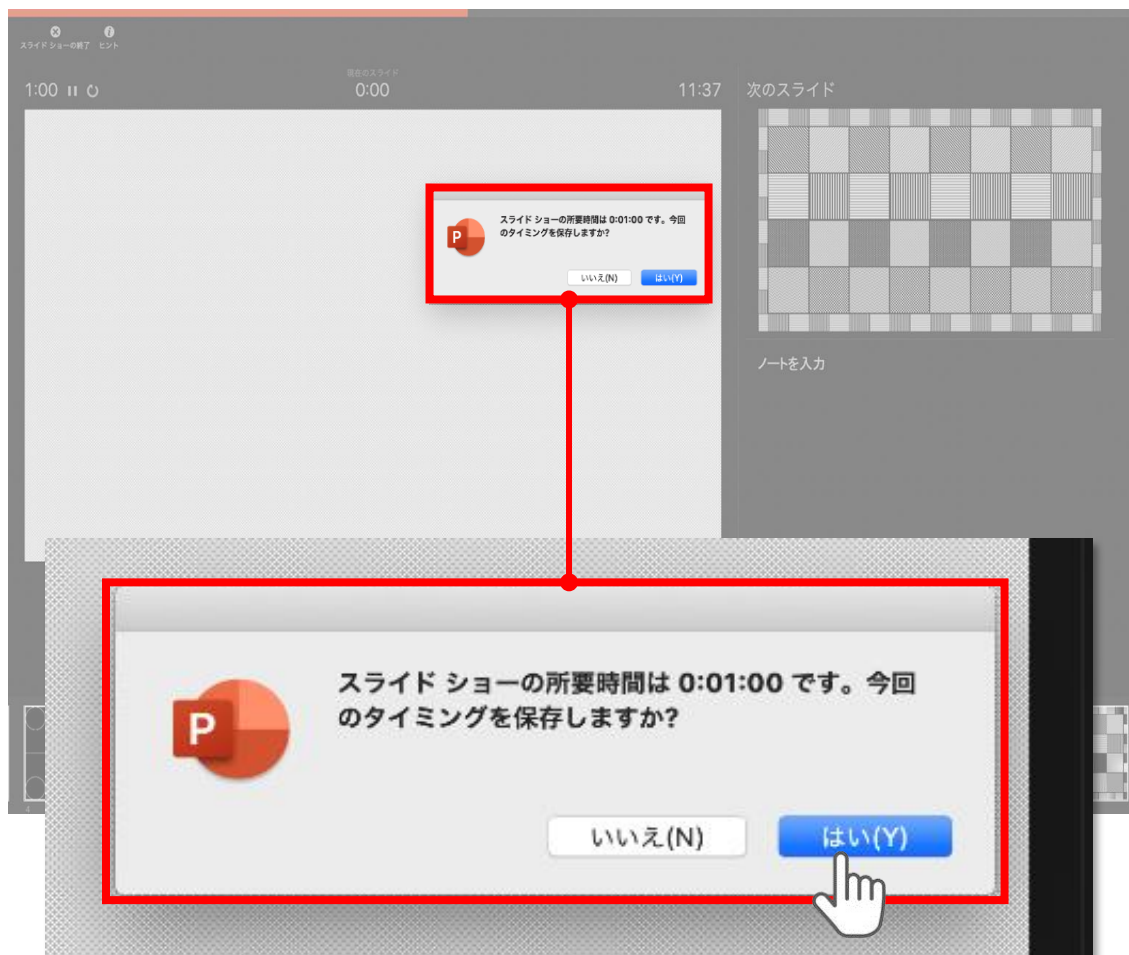 スライド ショーの終了 ヒント
現在のスライド
1:00 0:00 11:37 次のスライド
スライド ショーの所要時間は 0:01:00 です。今回
のタイミングを保存しますか?
P
いいえ(N) はい(Y)
ノートを入力
スライド ショーの所要時間は 0:01:00 です。今回
のタイミングを保存しますか?
P
いいえ(N) はい(Y)
4